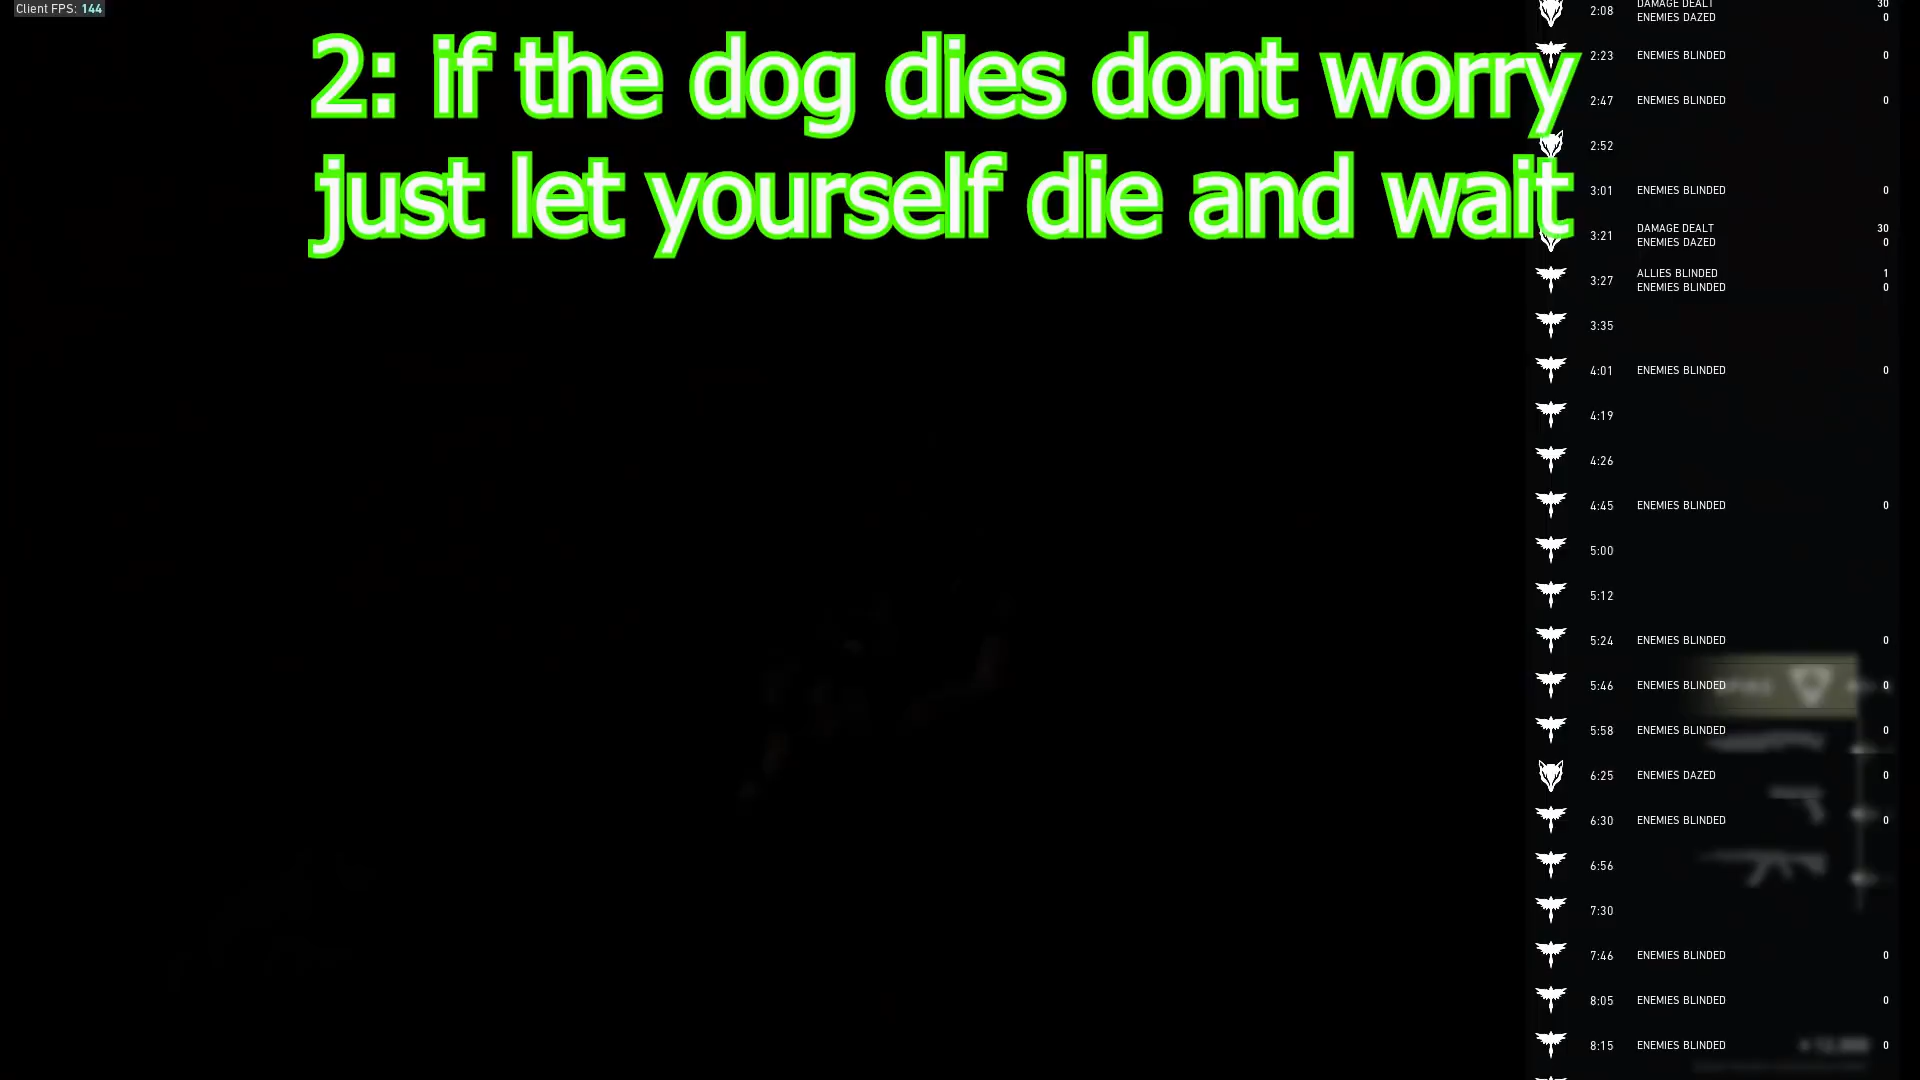 Client FPS: 144
2: if the dog dies dont worry
just let yourself die and wait
DAMAGE DEALT 30
2:08 ENEMIES DAZED 0
2:23 ENEMIES BLINDED 0
2:47 ENEMIES BLINDED 0
2:52
3:01 ENEMIES BLINDED 0
3:21 DAMAGE DEALT 30
ENEMIES DAZED 0
3:27 ALLIES BLINDED 1
ENEMIES BLINDED 0
3:35
4:01 ENEMIES BLINDED 0
4:19
4:26
4:45 ENEMIES BLINDED 0
5:00
5:12
5:24 ENEMIES BLINDED 0
5:46 ENEMIES BLINDED 0
5:58 ENEMIES BLINDED 0
6:25 ENEMIES DAZED 0
6:30 ENEMIES BLINDED 0
6:56
7:30
7:46 ENEMIES BLINDED 0
8:05 ENEMIES BLINDED 0
8:15 ENEMIES BLINDED 0